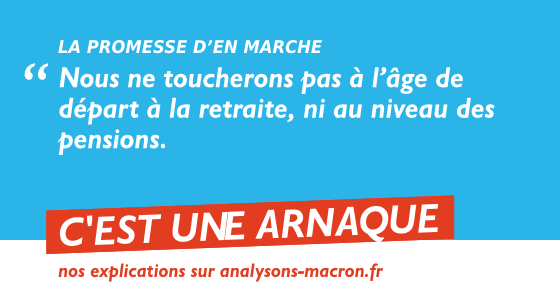 LA PROMESSE D’EN MARCHE
“ Nous ne toucherons pas à l’âge de
départ à la retraite, ni au niveau des
pensions.
C'EST UNE ARNAQUE
nos explications sur analysons-macron.fr